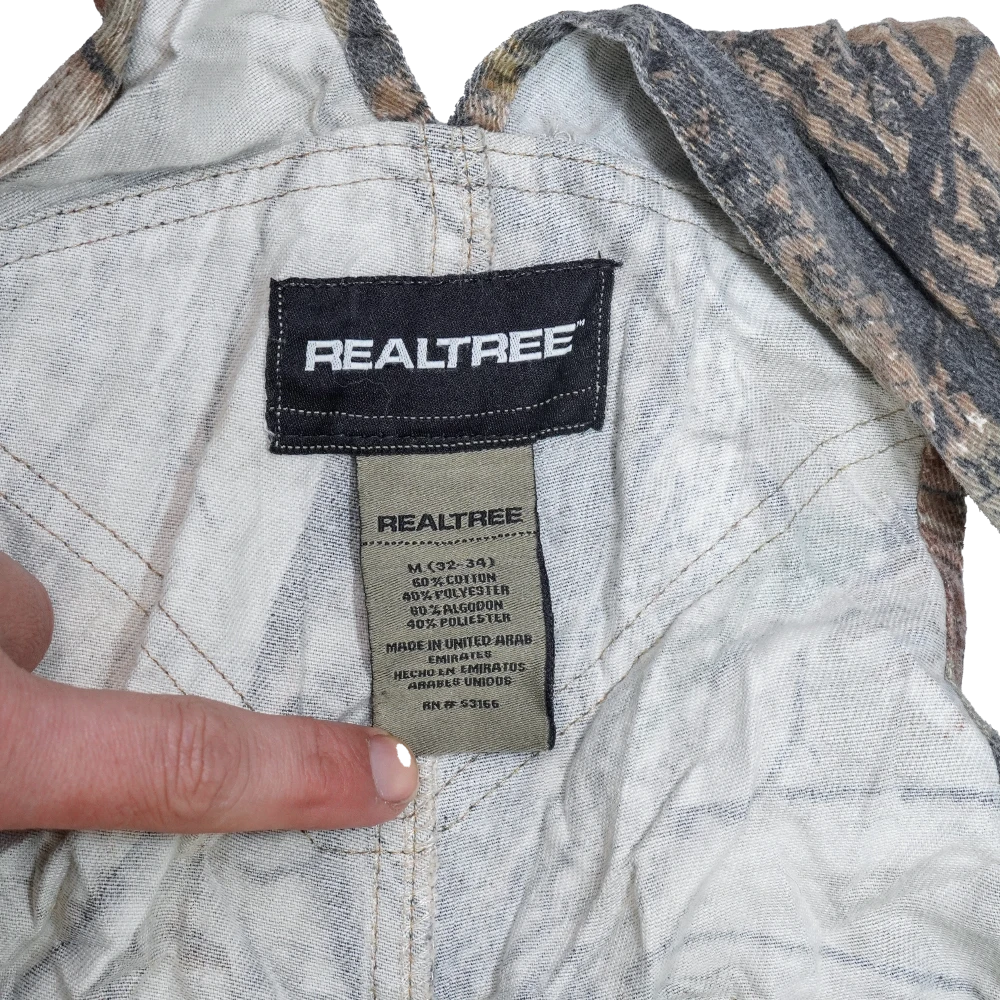 REALTREE™
REALTREE
M (32-34)
60% COTTON
40% POLYESTER
60% ALGODON
40% POLIESTER
MADE IN UNITED ARAB
EMIRATES
HECHO EN EMIRATOS
ARABES UNIDOS
RN # 53166